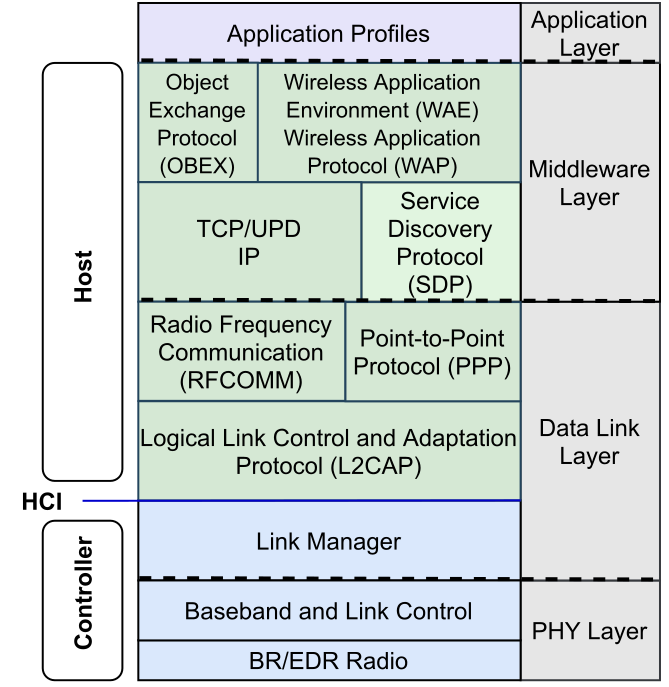 Application Profiles
Application
Layer
Object
Exchange
Protocol
(OBEX)
Wireless Application
Environment (WAE)
Wireless Application
Protocol (WAP)
Middleware
Layer
TCP/UPD
IP
Service
Discovery
Protocol
(SDP)
Host
Radio Frequency
Communication
(RFCOMM)
Point-to-Point
Protocol (PPP)
Logical Link Control and Adaptation
Protocol (L2CAP)
Data Link
Layer
HCI
Link Manager
Controller
Baseband and Link Control
PHY Layer
BR/EDR Radio